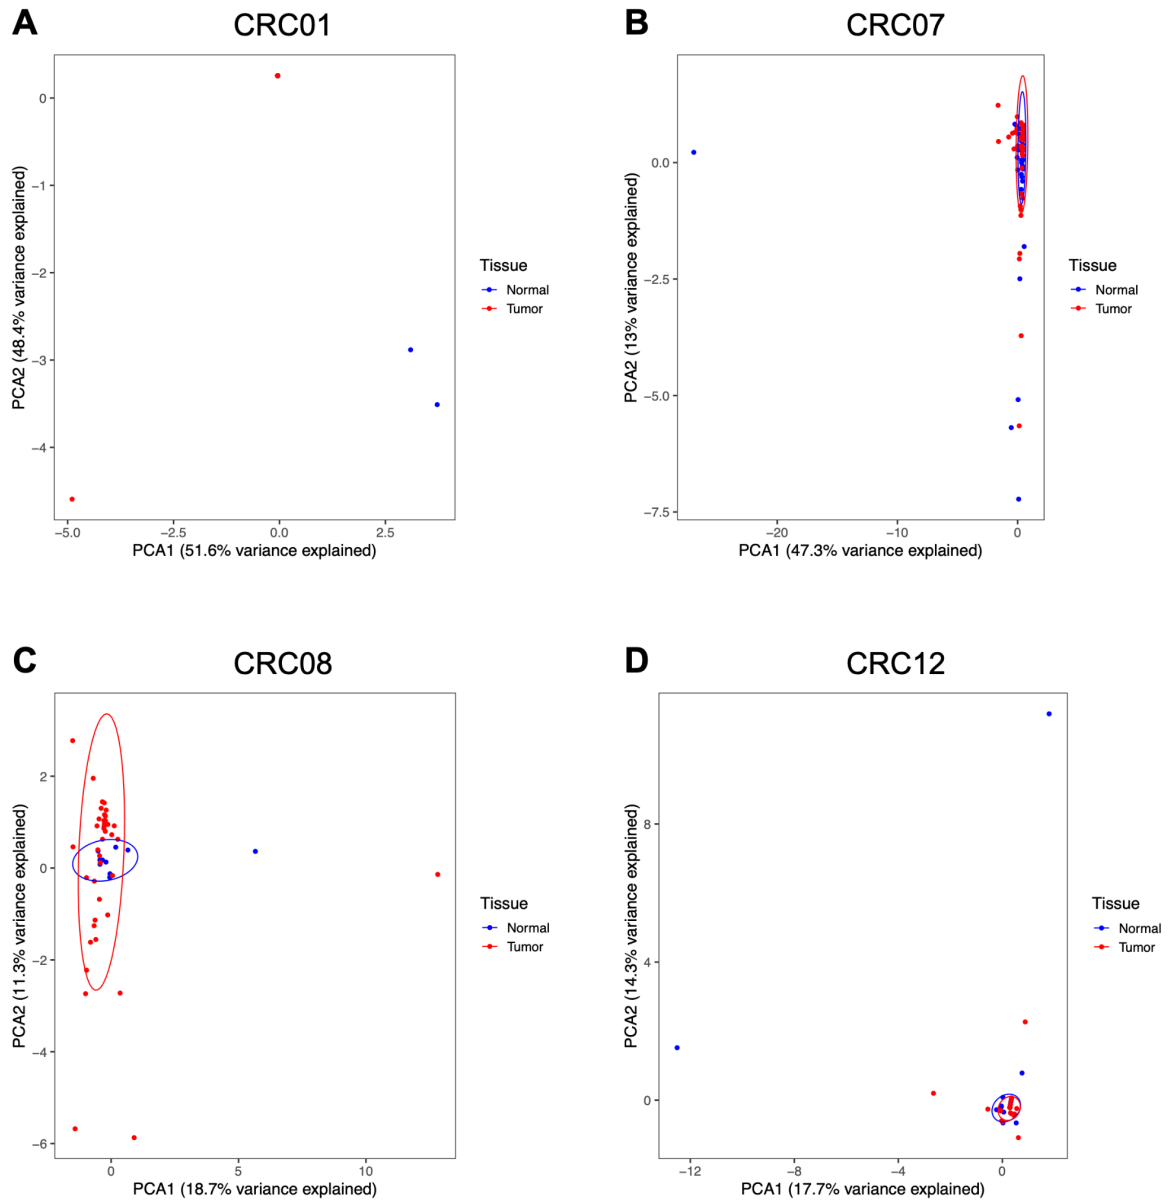 A
CRC01
PCA2 (48.4% variance explained)
0
−1
−2
−3
−4
−5.0
−2.5
0.0
2.5
PCA1 (51.6% variance explained)
Tissue
Normal
Tumor
B
CRC07
PCA2 (13% variance explained)
0.0
−2.5
−5.0
−7.5
−20
−10
0
PCA1 (47.3% variance explained)
Tissue
Normal
Tumor
C
CRC08
PCA2 (11.3% variance explained)
2
0
−2
−4
−6
0
5
10
PCA1 (18.7% variance explained)
Tissue
Normal
Tumor
D
CRC12
PCA2 (14.3% variance explained)
8
4
0
−12
−8
−4
0
PCA1 (17.7% variance explained)
Tissue
Normal
Tumor